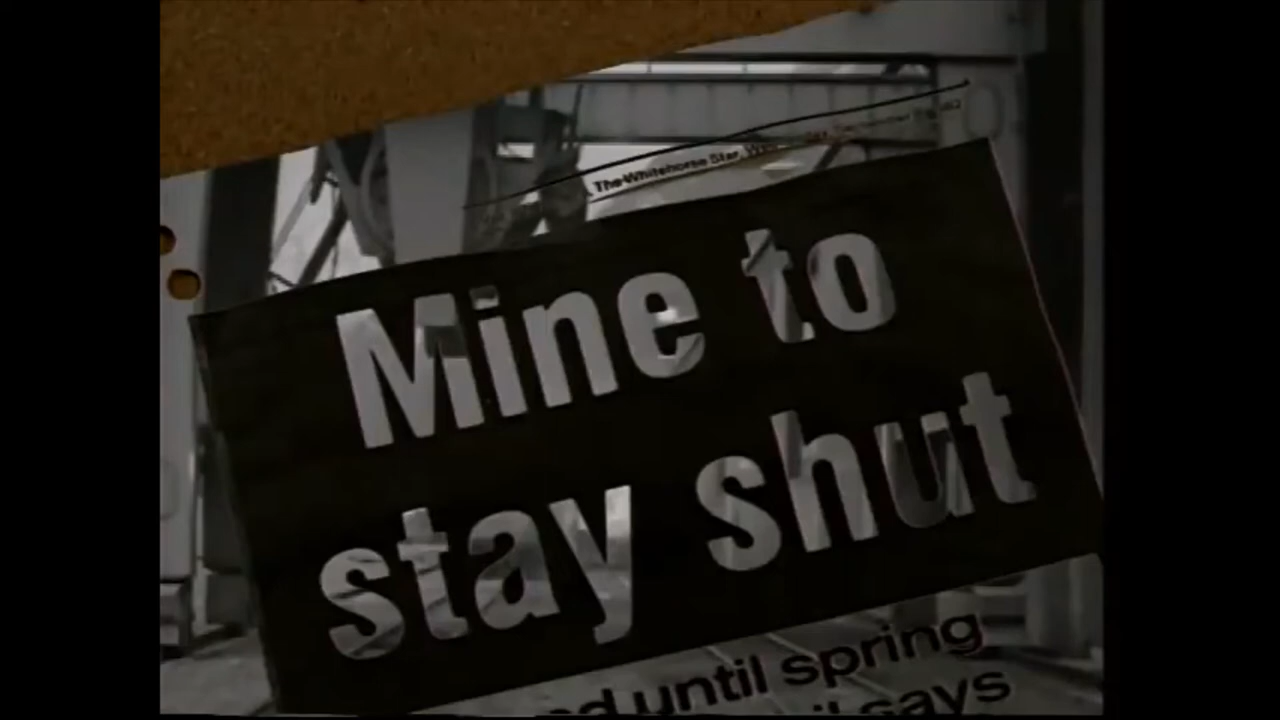 The Whitehorse Star,
Mine to
stay shut
until spring
says